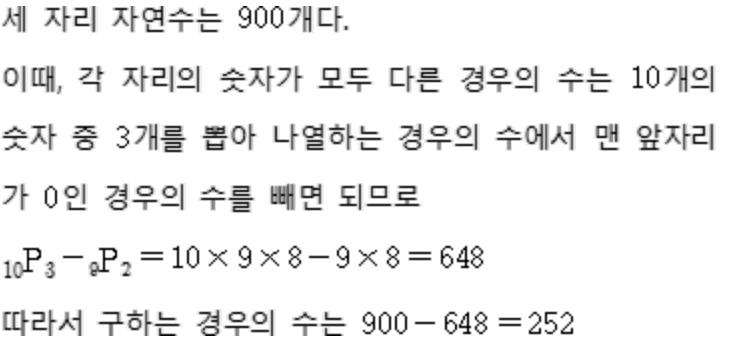 세 자리 자연수는 900개다.
이때, 각 자리의 숫자가 모두 다른 경우의 수는 10개의
숫자 중 3개를 뽑아 나열하는 경우의 수에서 맨 앞자리
가 0인 경우의 수를 빼면 되므로
₁₀P₃－₉P₂＝10×9×8－9×8＝648
따라서 구하는 경우의 수는 900－648＝252